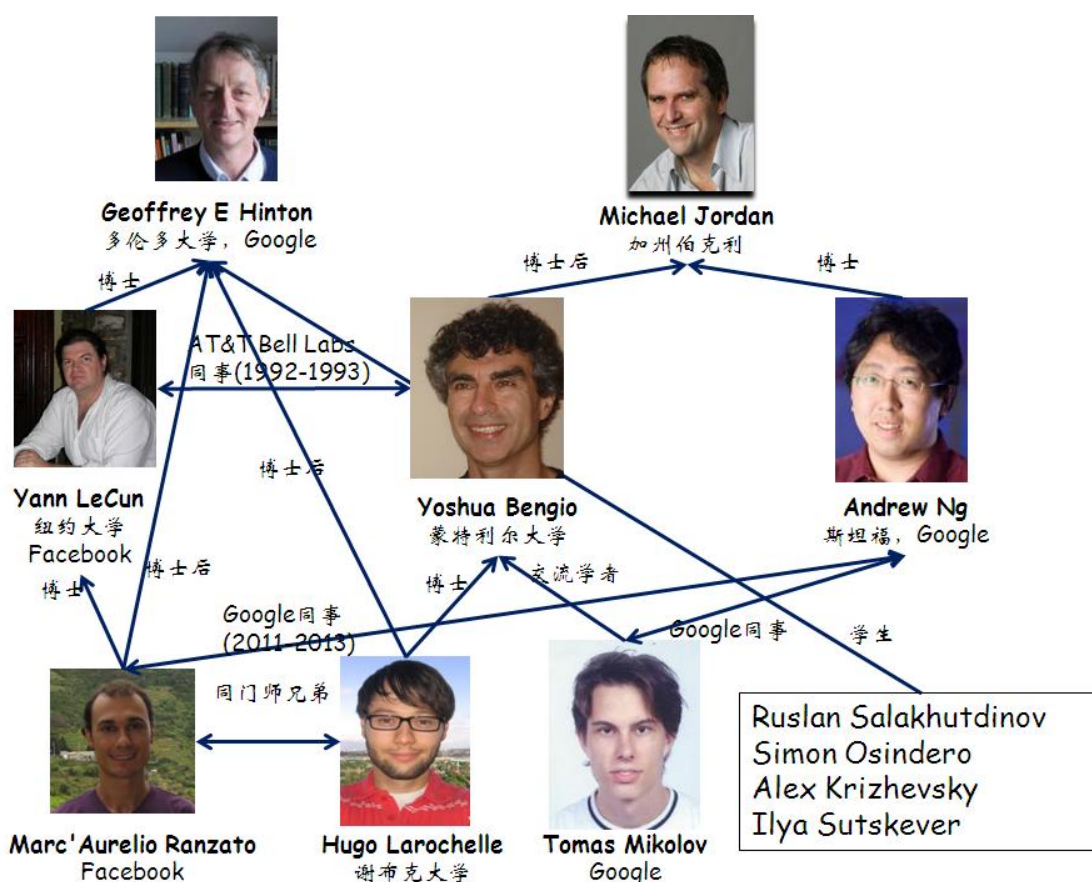 Geoffrey E Hinton
多伦多大学, Google
Michael Jordan
加州伯克利
博士
博士后
博士
AT&T Bell Labs
同事(1992-1993)
博士后
Yann LeCun
纽约大学
Facebook
Yoshua Bengio
蒙特利尔大学
Andrew Ng
斯坦福, Google
博士
博士后
博士
交流学者
Google同事
(2011-2013)
Google同事
学生
同门师兄弟
Ruslan Salakhutdinov
Simon Osindero
Alex Krizhevsky
Ilya Sutskever
Marc'Aurelio Ranzato
Facebook
Hugo Larochelle
谢布克大学
Tomas Mikolov
Google